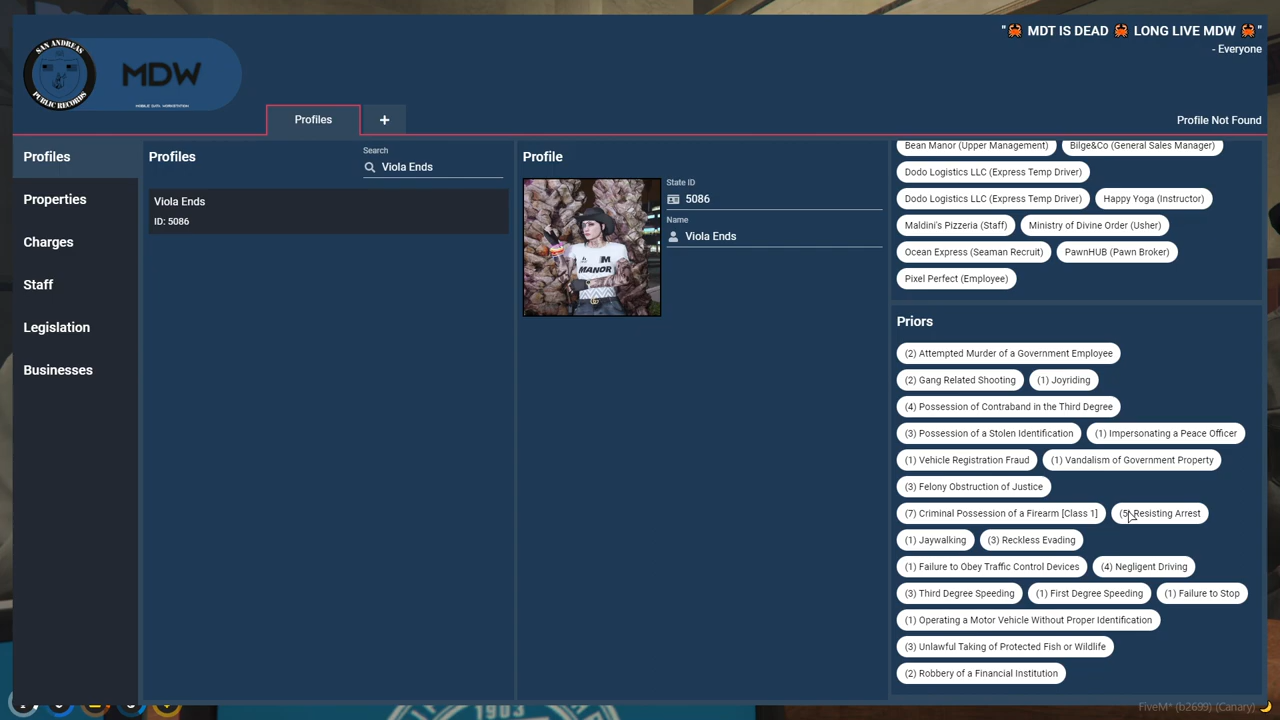 " 🦀 MDT IS DEAD 🦀 LONG LIVE MDW 🦀 "
- Everyone
SAN ANDREAS
PUBLIC RECORDS
MDW
MOBILE DATA WORKSTATION
Profiles
+
Profile Not Found
Profiles
Properties
Charges
Staff
Legislation
Businesses
Profiles
Search
Viola Ends
Viola Ends
ID: 5086
Profile
MANOR
State ID
5086
Name
Viola Ends
Bean Manor (Upper Management) Bilge&Co (General Sales Manager)
Dodo Logistics LLC (Express Temp Driver)
Dodo Logistics LLC (Express Temp Driver) Happy Yoga (Instructor)
Maldini's Pizzeria (Staff) Ministry of Divine Order (Usher)
Ocean Express (Seaman Recruit) PawnHUB (Pawn Broker)
Pixel Perfect (Employee)
Priors
(2) Attempted Murder of a Government Employee
(2) Gang Related Shooting (1) Joyriding
(4) Possession of Contraband in the Third Degree
(3) Possession of a Stolen Identification (1) Impersonating a Peace Officer
(1) Vehicle Registration Fraud (1) Vandalism of Government Property
(3) Felony Obstruction of Justice
(7) Criminal Possession of a Firearm [Class 1] (5) Resisting Arrest
(1) Jaywalking (3) Reckless Evading
(1) Failure to Obey Traffic Control Devices (4) Negligent Driving
(3) Third Degree Speeding (1) First Degree Speeding (1) Failure to Stop
(1) Operating a Motor Vehicle Without Proper Identification
(3) Unlawful Taking of Protected Fish or Wildlife
(2) Robbery of a Financial Institution
1903
FiveM* (b2699) (Canary) 🌙